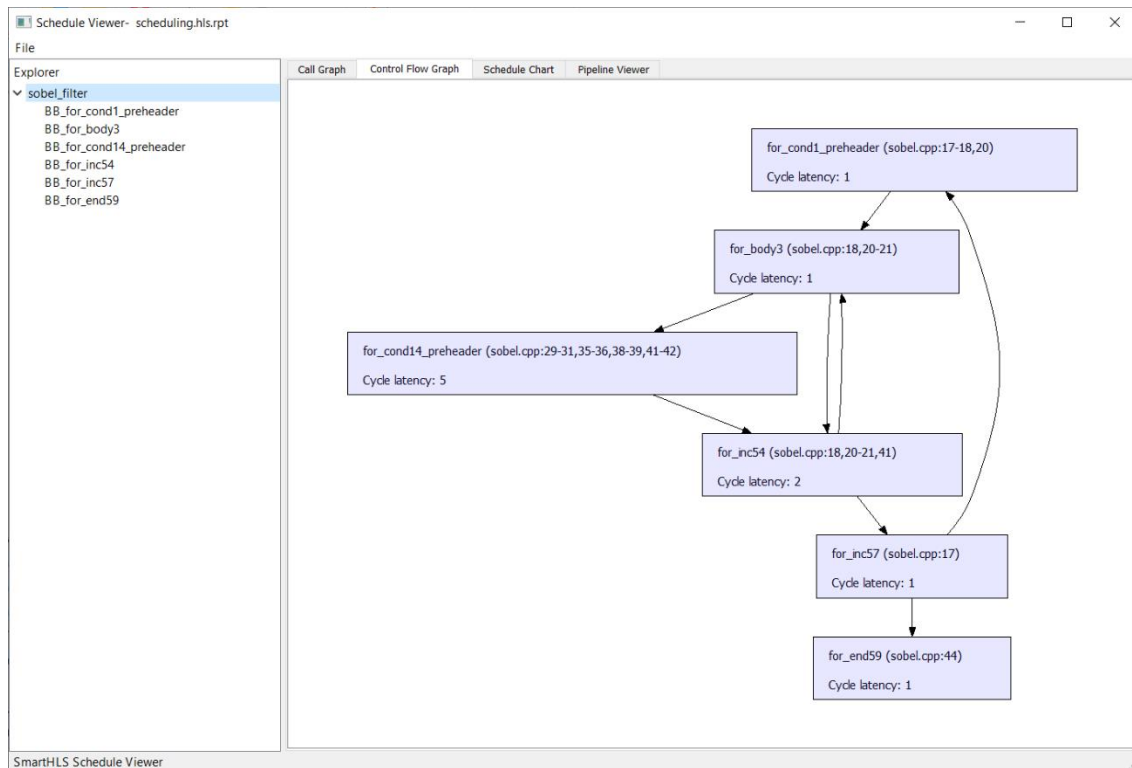 Schedule Viewer- scheduling.hls.rpt
File
Explorer
sobel_filter
BB_for_cond1_preheader
BB_for_body3
BB_for_cond14_preheader
BB_for_inc54
BB_for_inc57
BB_for_end59
Call Graph Control Flow Graph Schedule Chart Pipeline Viewer
for_cond1_preheader (sobel.cpp:17-18,20)
Cycle latency: 1
for_body3 (sobel.cpp:18,20-21)
Cycle latency: 1
for_cond14_preheader (sobel.cpp:29-31,35-36,38-39,41-42)
Cycle latency: 5
for_inc54 (sobel.cpp:18,20-21,41)
Cycle latency: 2
for_inc57 (sobel.cpp:17)
Cycle latency: 1
for_end59 (sobel.cpp:44)
Cycle latency: 1
SmartHLS Schedule Viewer